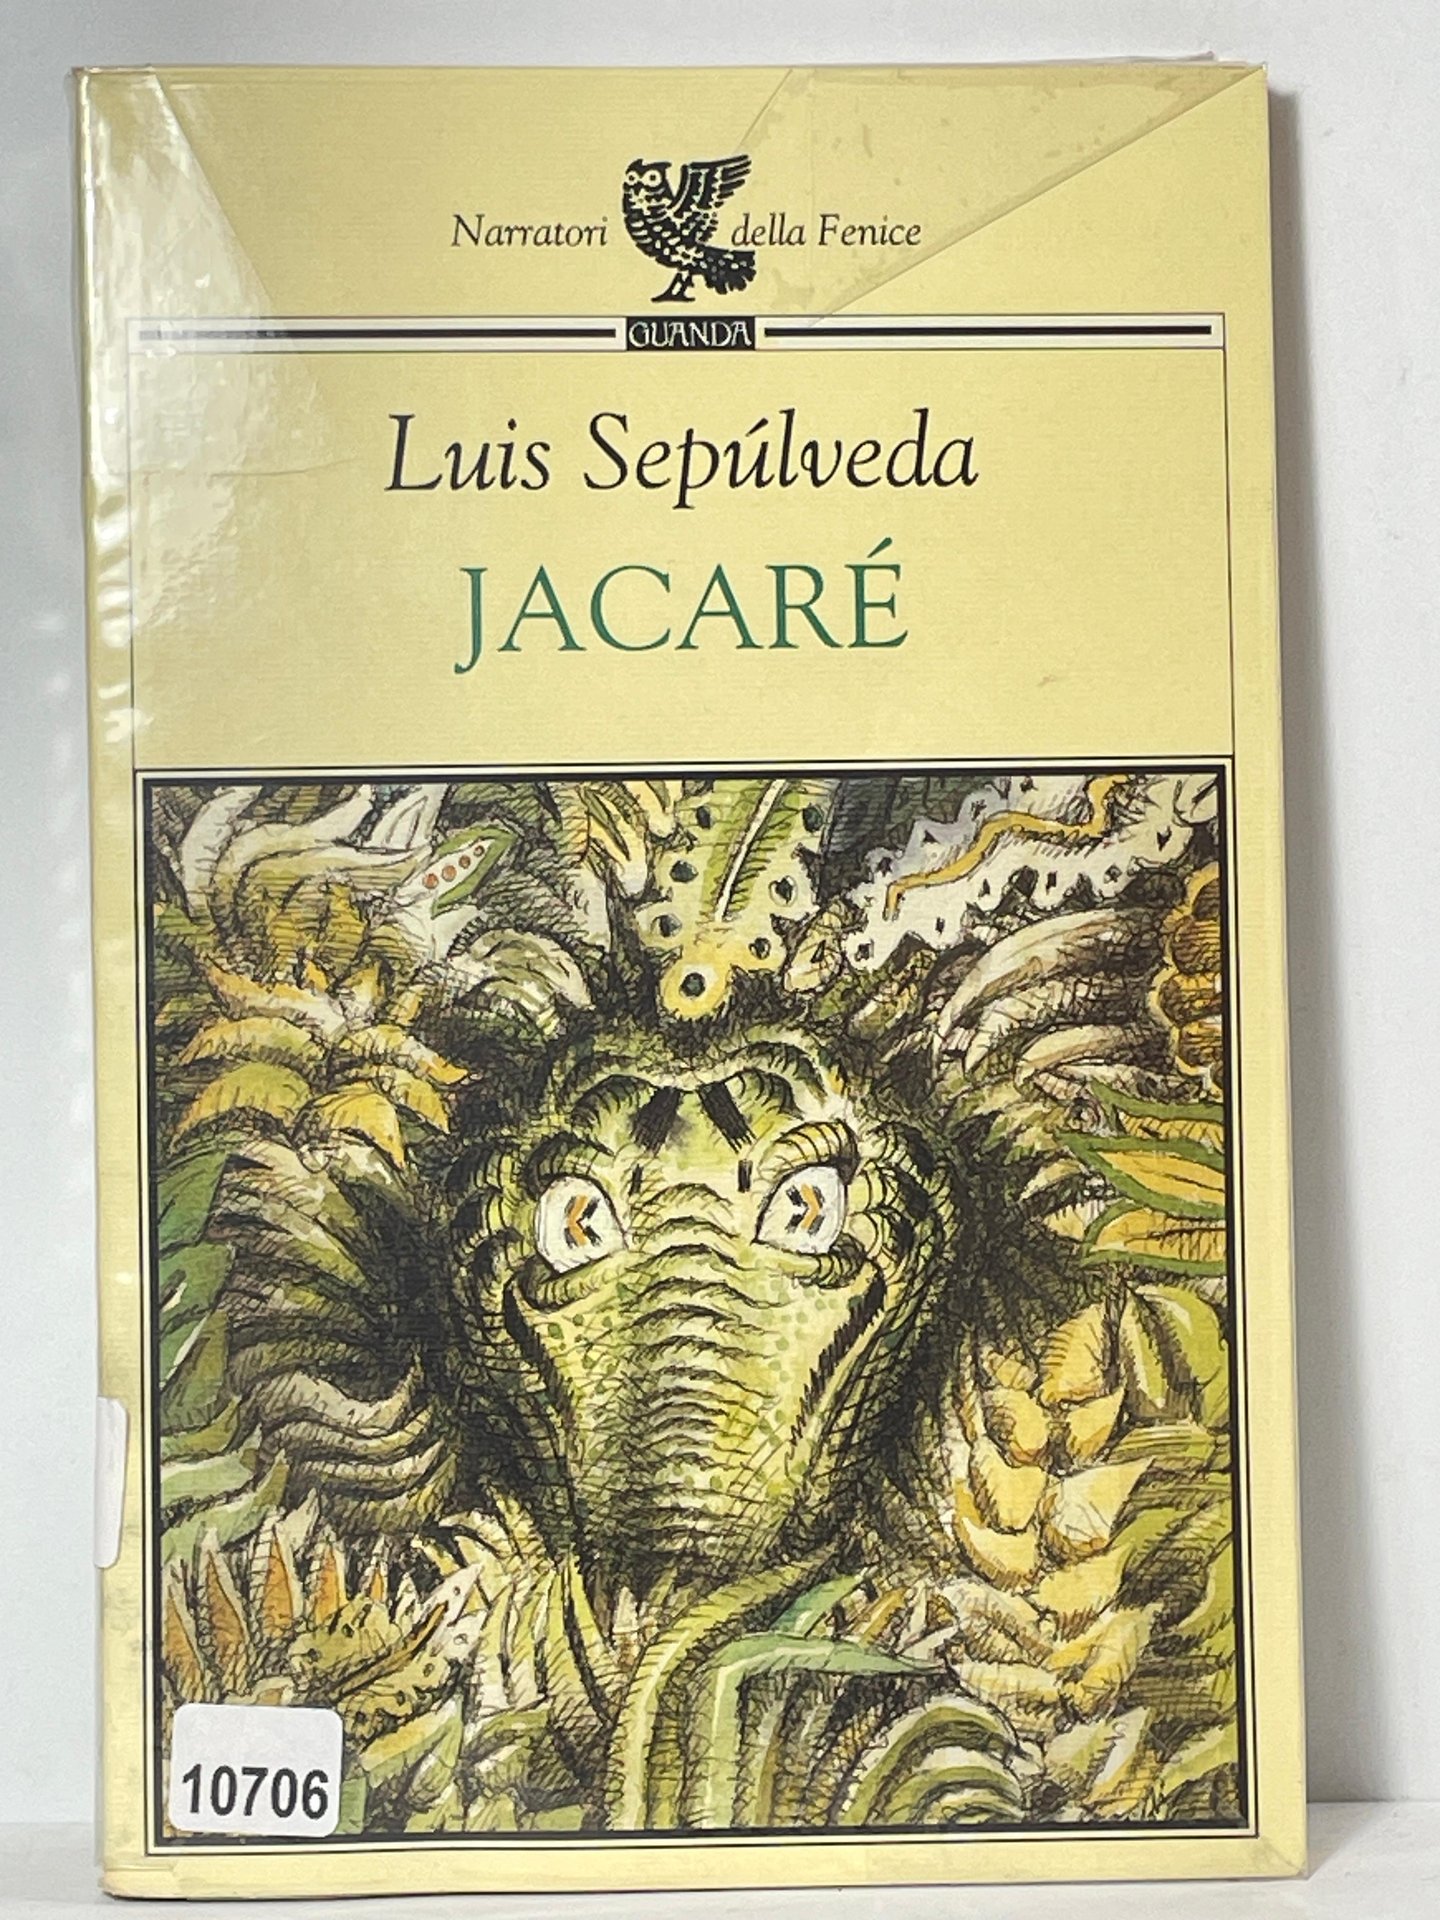 Narratori della Fenice
GUANDA
Luis Sepúlveda
JACARÉ
10706